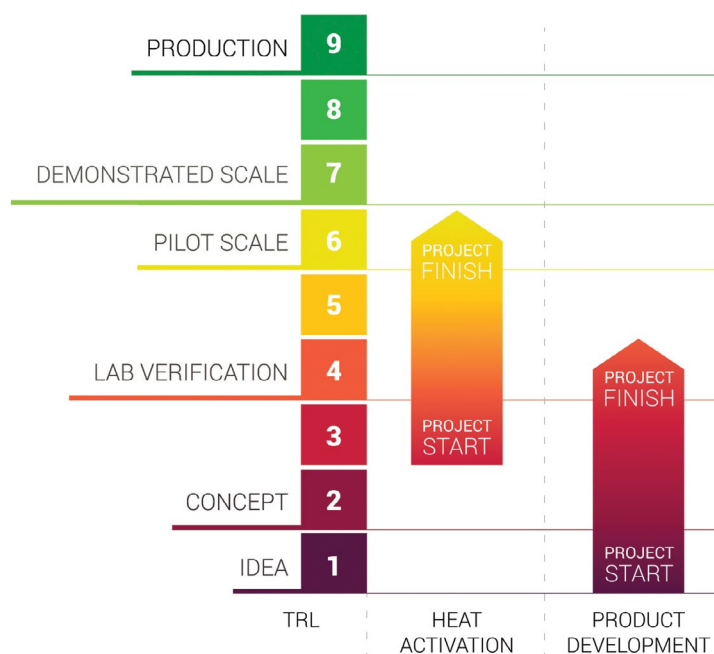 PRODUCTION 9
8
DEMONSTRATED SCALE 7
PILOT SCALE 6
PROJECT
FINISH
5
LAB VERIFICATION 4
PROJECT
FINISH
3
PROJECT
START
CONCEPT 2
IDEA 1
PROJECT
START
TRL
HEAT
ACTIVATION
PRODUCT
DEVELOPMENT